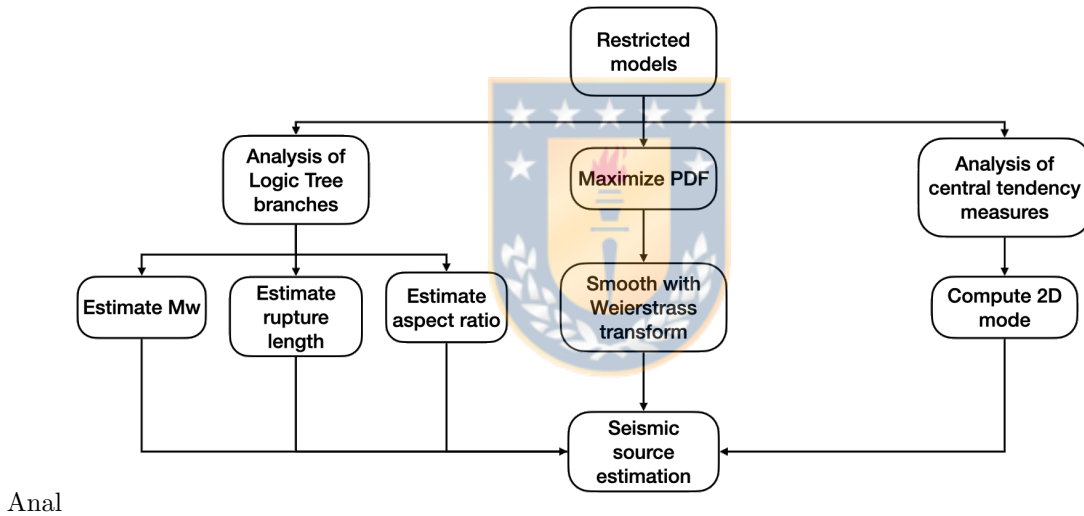 Restricted
models
Analysis of
Logic Tree
branches
Maximize PDF
Analysis of
central tendency
measures
Estimate Mw
Estimate
rupture
length
Estimate
aspect ratio
Smooth with
Weierstrass
transform
Compute 2D
mode
Seismic
source
estimation
Anal